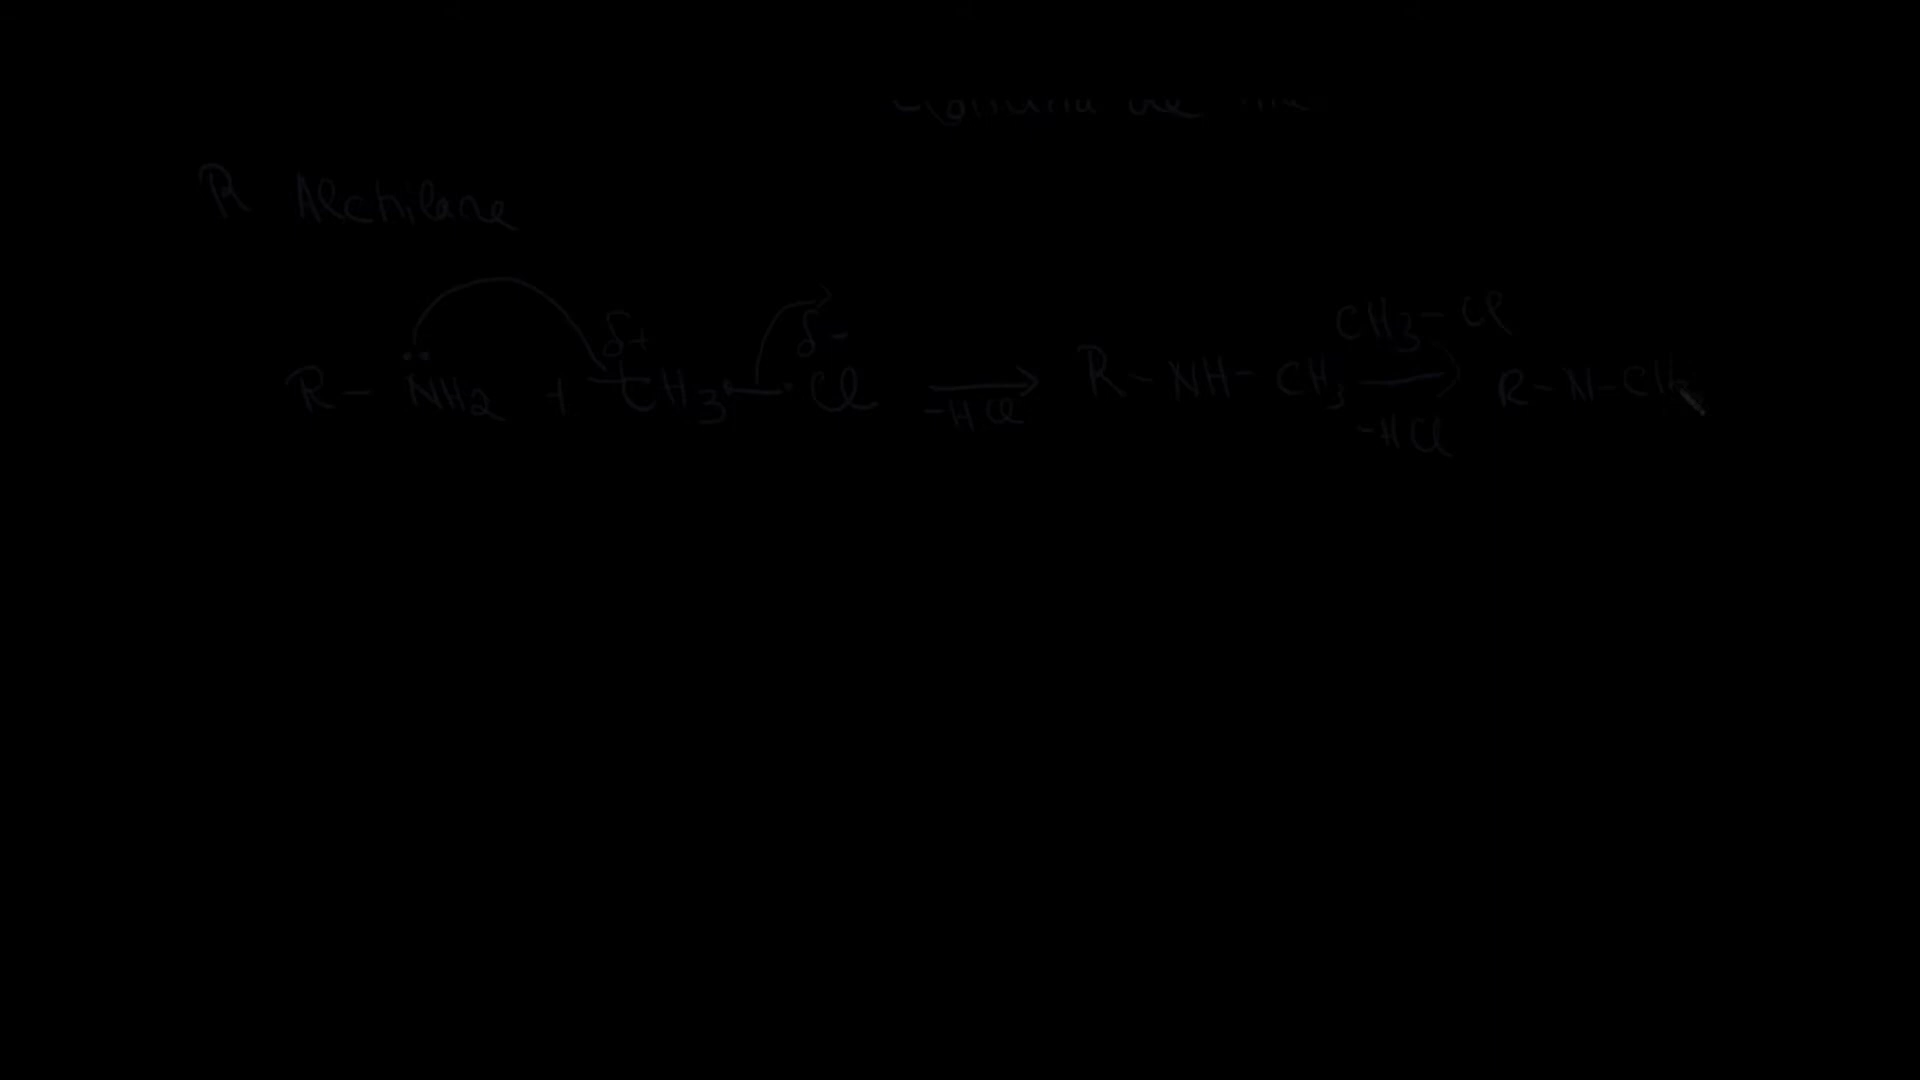 R Alchilare
CH3-Cl
δ+ δ-
R-NH2 + CH3-Cl → R-NH-CH3 → R-N-CH3
-HCl -HCl